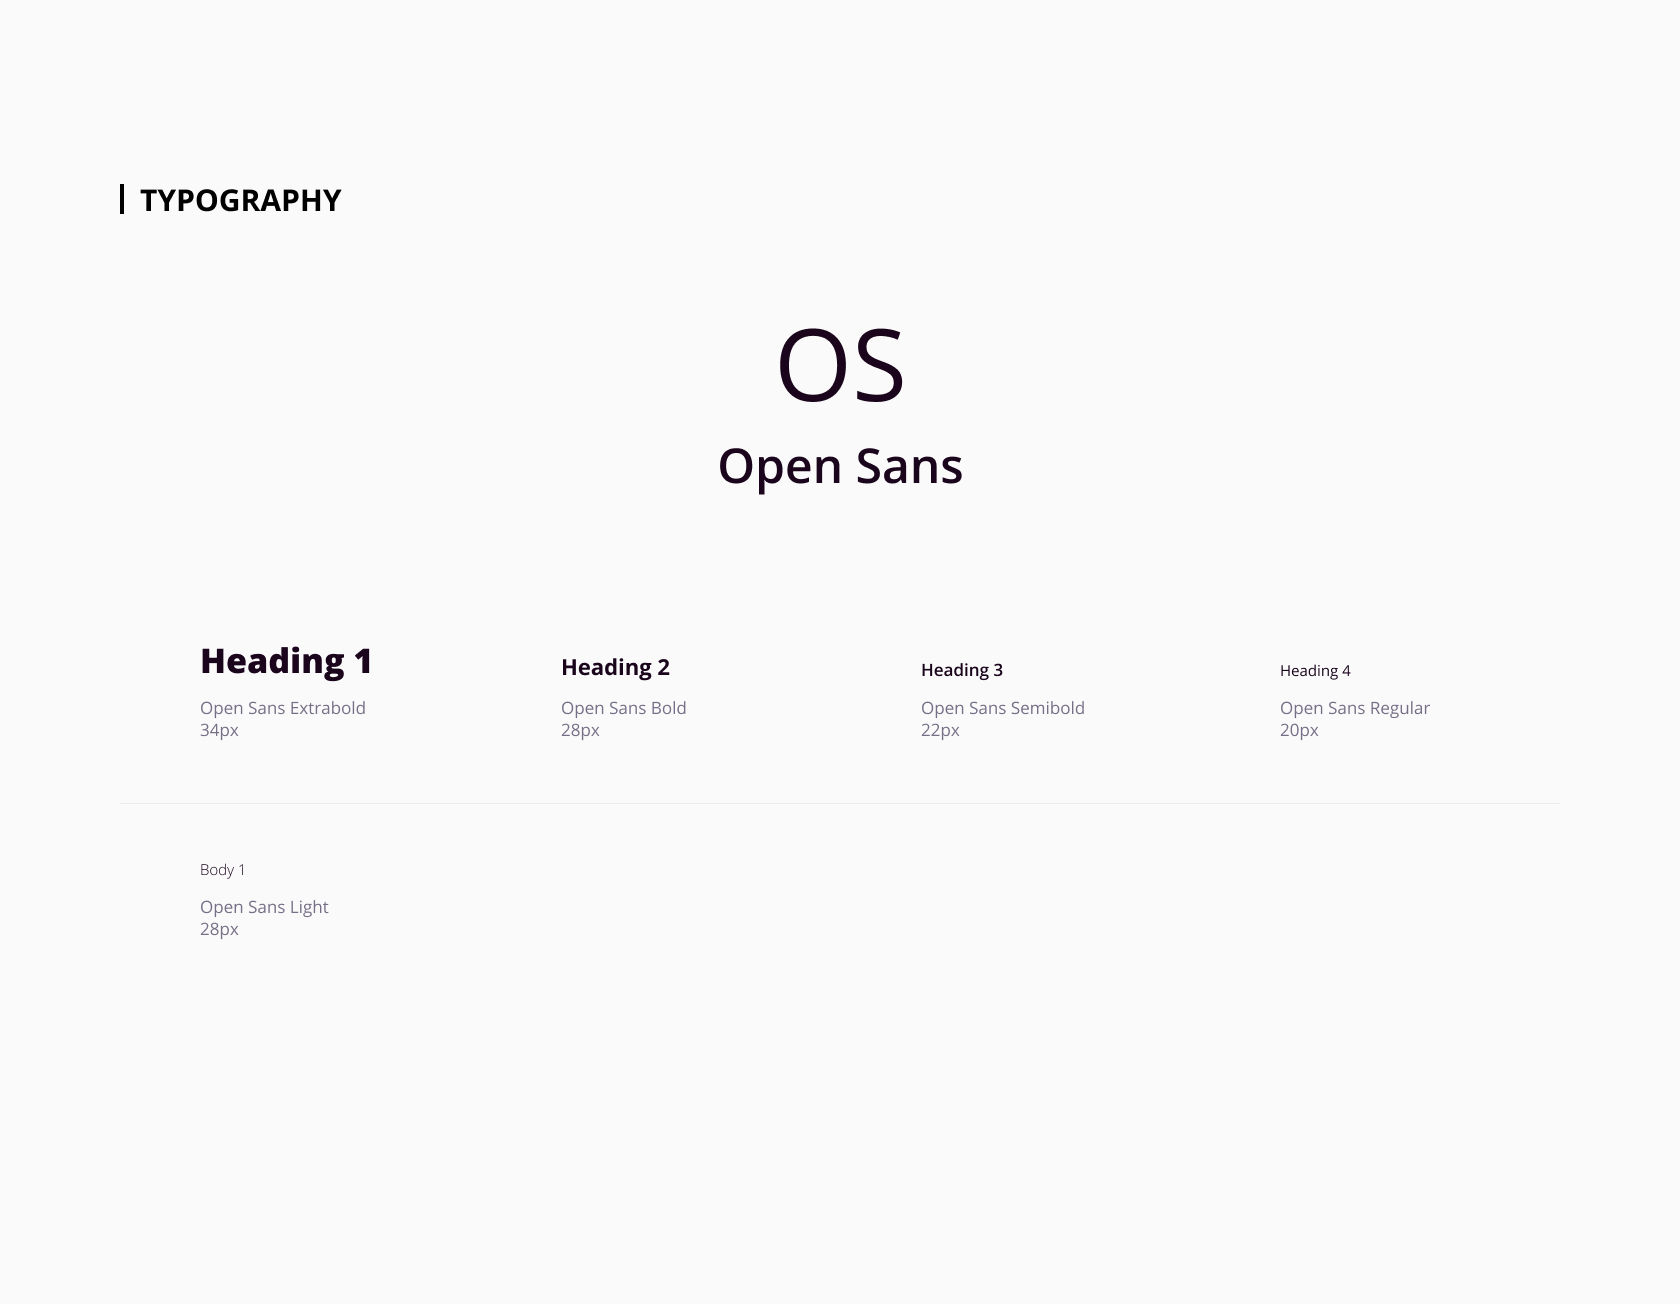 TYPOGRAPHY
OS
Open Sans
Heading 1
Open Sans Extrabold
34px
Heading 2
Open Sans Bold
28px
Heading 3
Open Sans Semibold
22px
Heading 4
Open Sans Regular
20px
Body 1
Open Sans Light
28px